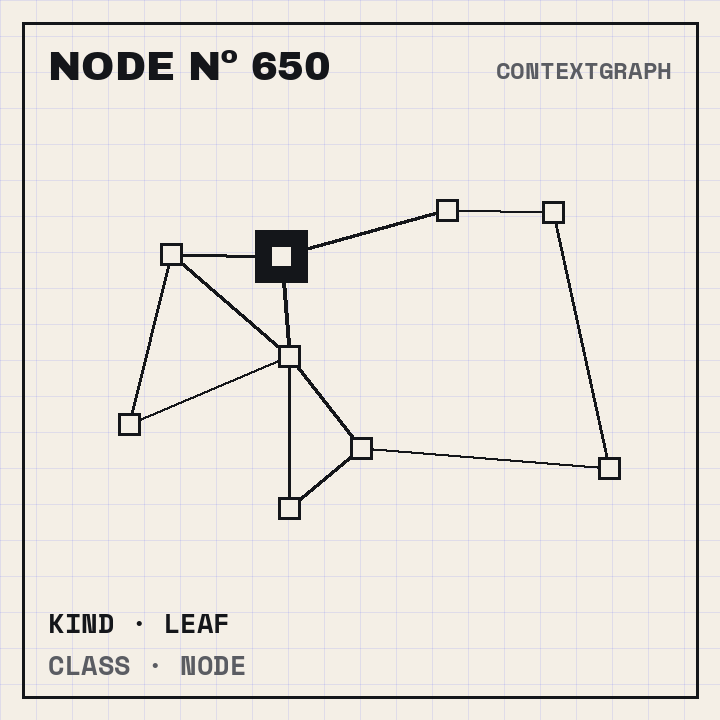 NODE Nº 650
CONTEXTGRAPH
KIND · LEAF
CLASS · NODE